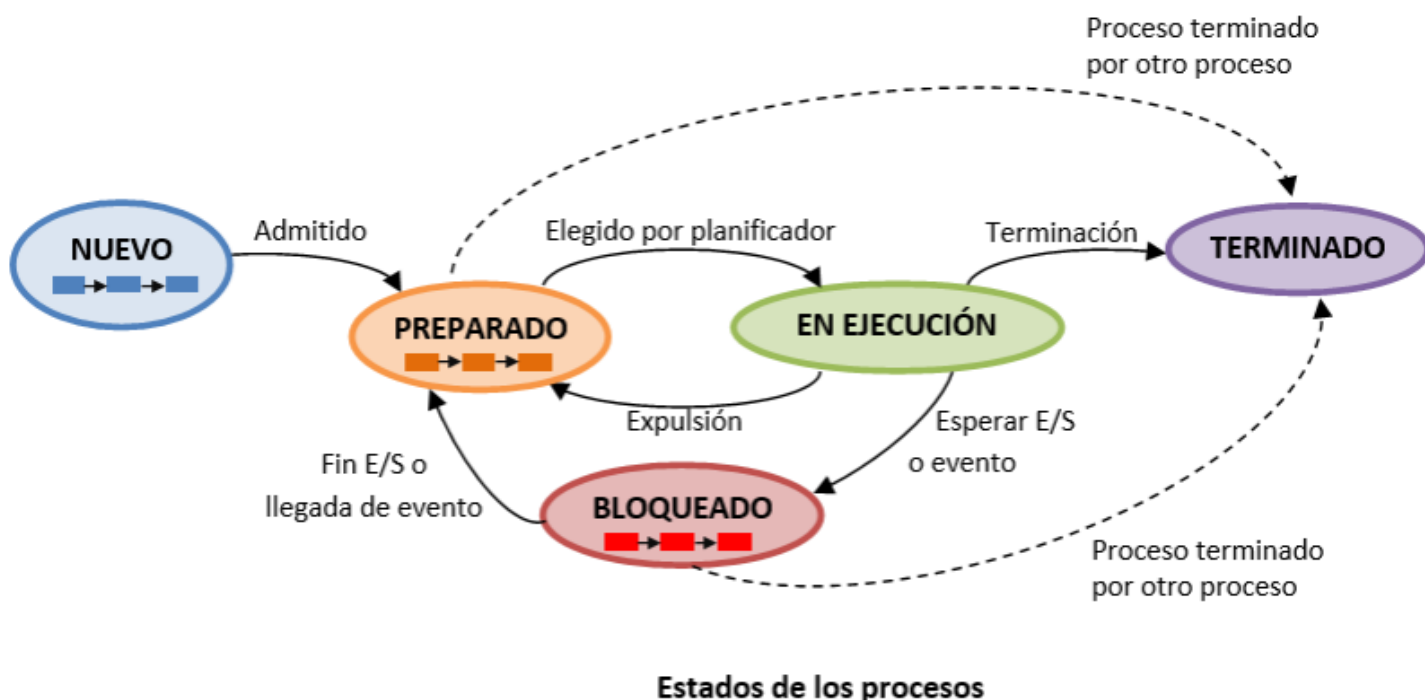 Proceso terminado
por otro proceso
NUEVO
Admitido
Elegido por planificador
Terminación
TERMINADO
PREPARADO
EN EJECUCIÓN
Expulsión
Esperar E/S
o evento
Fin E/S o
llegada de evento
BLOQUEADO
Proceso terminado
por otro proceso
Estados de los procesos